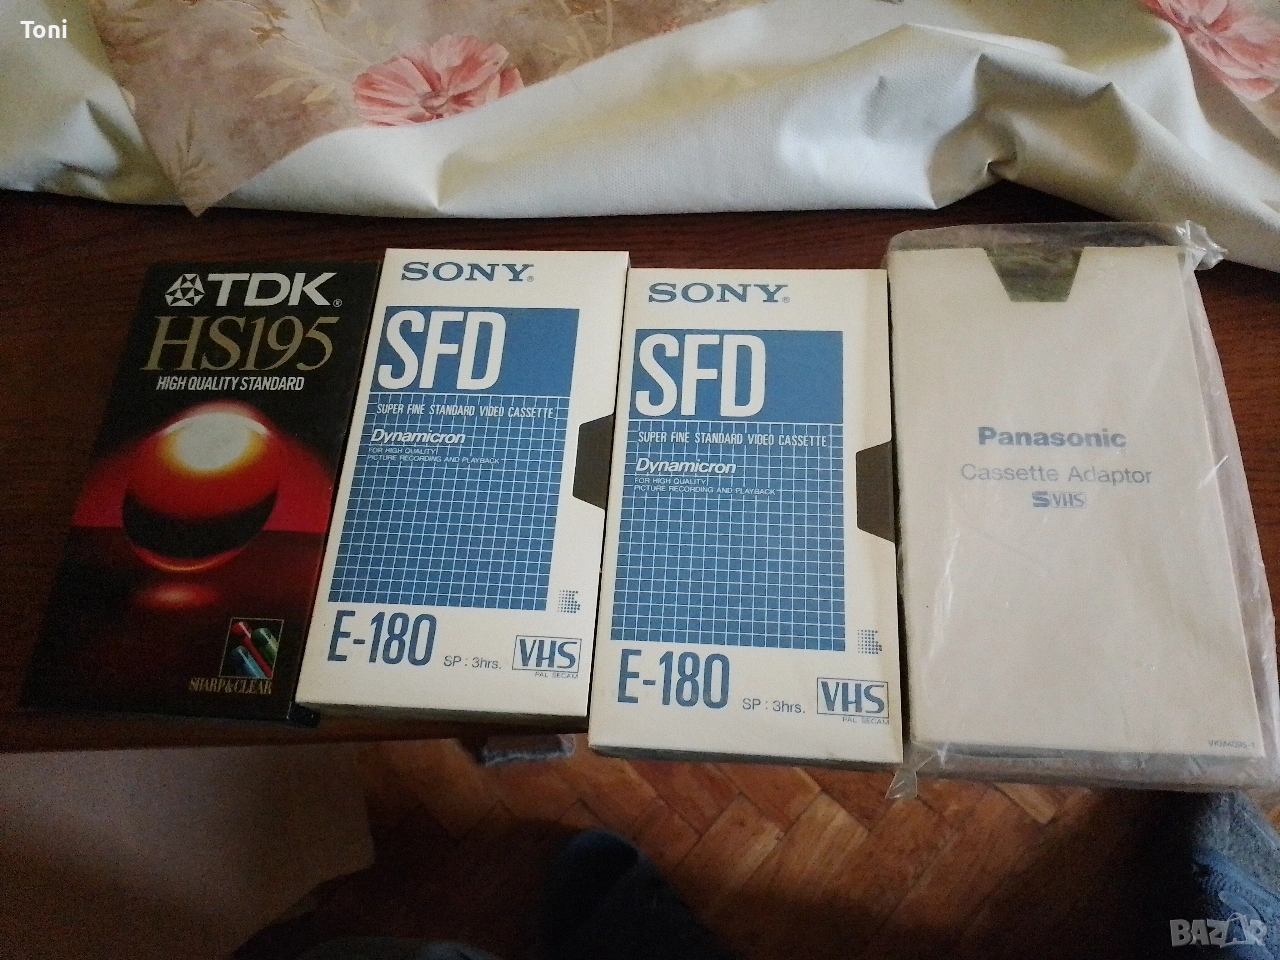 Toni
TDK®
HS195
HIGH QUALITY STANDARD
SHARP & CLEAR
SONY®
SFD
SUPER FINE STANDARD VIDEO CASSETTE
Dynamicron
FOR HIGH QUALITY
PICTURE RECORDING AND PLAYBACK
E-180
SP : 3hrs.
VHS
PAL SECAM
SONY®
SFD
SUPER FINE STANDARD VIDEO CASSETTE
Dynamicron
FOR HIGH QUALITY
PICTURE RECORDING AND PLAYBACK
E-180
SP : 3hrs.
VHS
PAL SECAM
Panasonic
Cassette Adaptor
S VHS
BAZAR